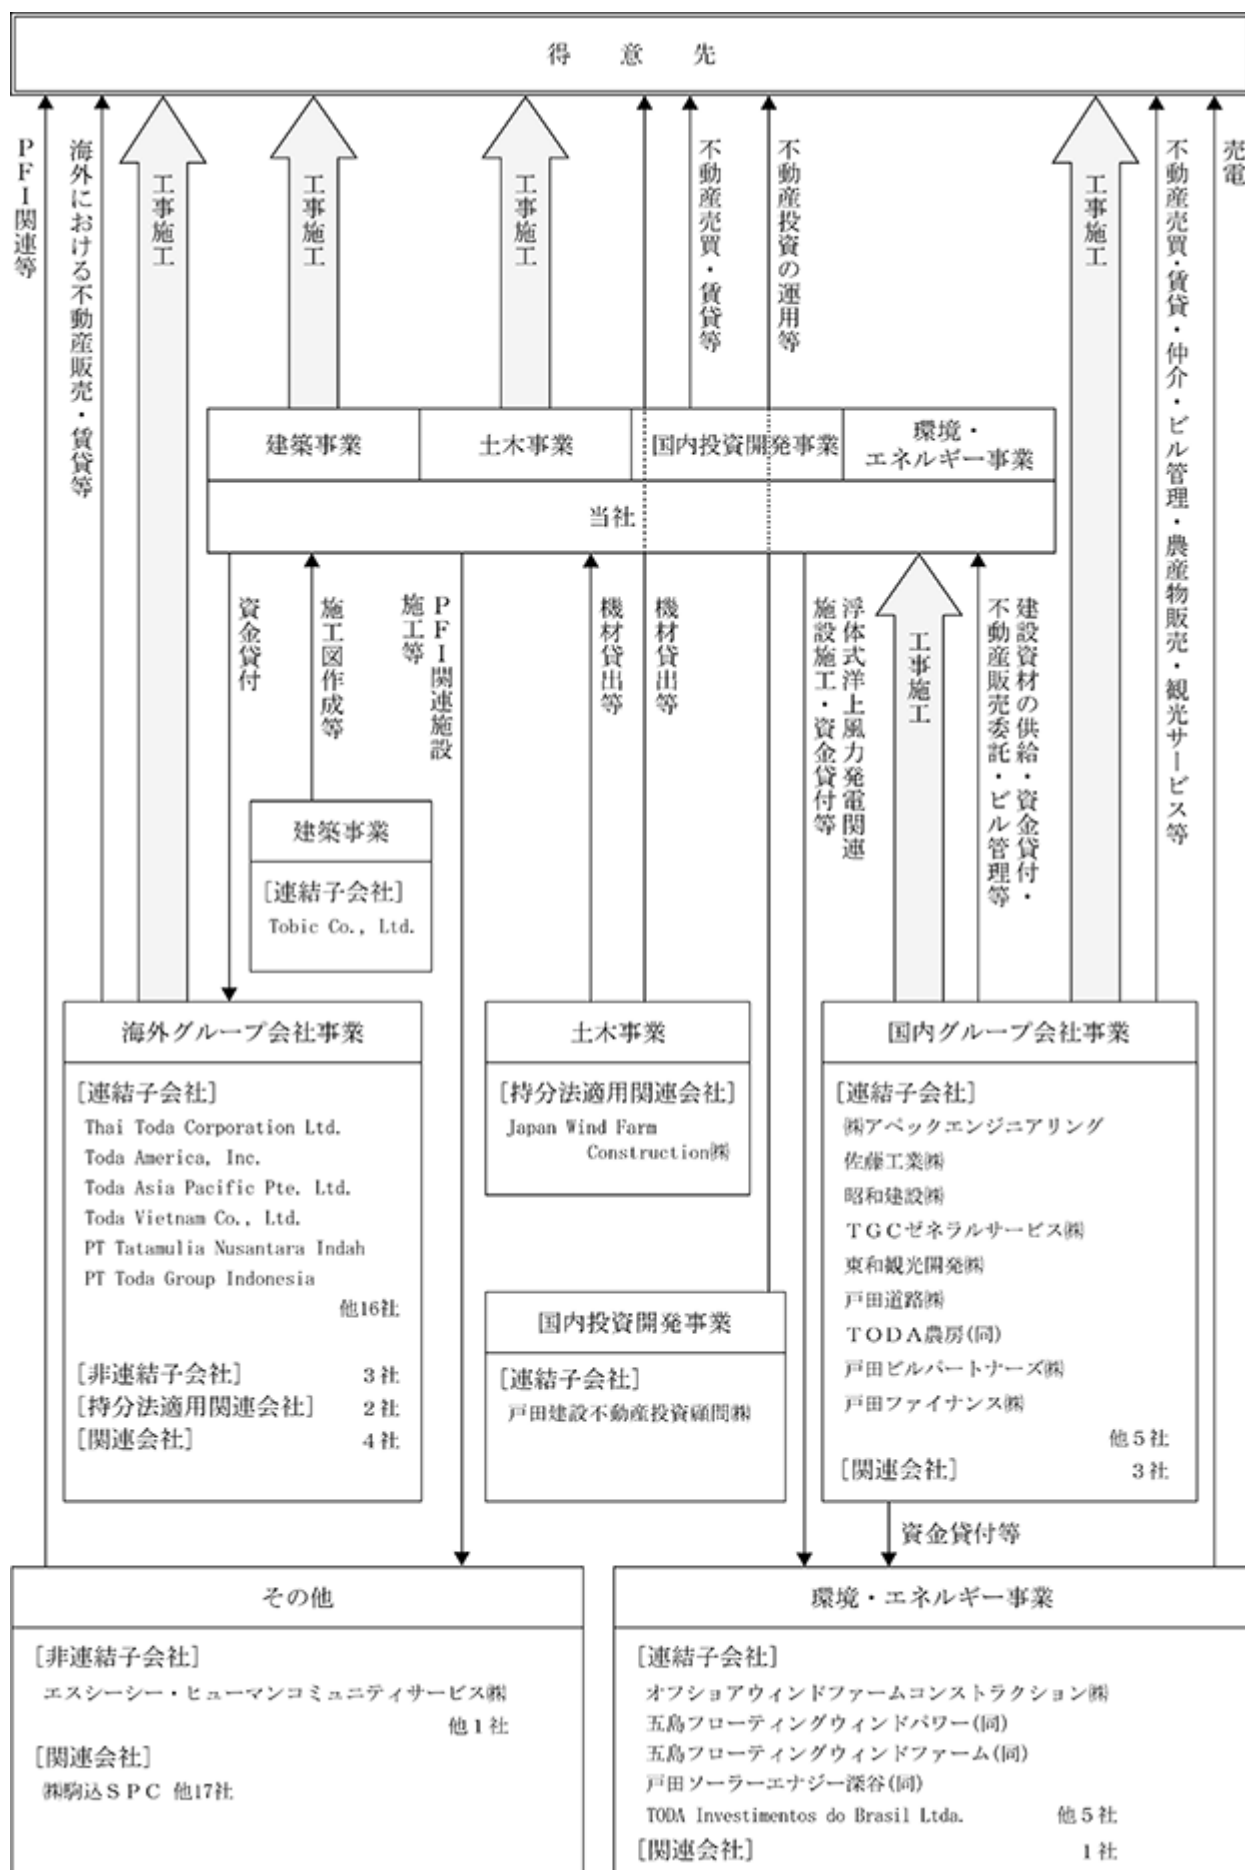 得意先
PFI関連等
海外における不動産販売・賃貸等
工事施工
工事施工
工事施工
不動産売買・賃貸等
不動産投資の運用等
工事施工
不動産売買・賃貸・仲介・ビル管理・農産物販売・観光サービス等
売電
建築事業
土木事業
国内投資開発事業
環境・
エネルギー事業
当社
資金貸付
施工図作成等
PFI関連施設
施工等
機材貸出等
機材貸出等
浮体式洋上風力発電関連
施設施工・資金貸付等
工事施工
建設資材の供給・資金貸付・
不動産販売委託・ビル管理等
建築事業
[連結子会社]
Tobic Co., Ltd.
海外グループ会社事業
[連結子会社]
Thai Toda Corporation Ltd.
Toda America, Inc.
Toda Asia Pacific Pte. Ltd.
Toda Vietnam Co., Ltd.
PT Tatamulia Nusantara Indah
PT Toda Group Indonesia
他16社
[非連結子会社] 3社
[持分法適用関連会社] 2社
[関連会社] 4社
土木事業
[持分法適用関連会社]
Japan Wind Farm
Construction㈱
国内投資開発事業
[連結子会社]
戸田建設不動産投資顧問㈱
国内グループ会社事業
[連結子会社]
㈱アペックエンジニアリング
佐藤工業㈱
昭和建設㈱
TGCゼネラルサービス㈱
東和観光開発㈱
戸田道路㈱
TODA農房(同)
戸田ビルパートナーズ㈱
戸田ファイナンス㈱
他5社
[関連会社] 3社
資金貸付等
その他
[非連結子会社]
エスシーシー・ヒューマンコミュニティサービス㈱
他1社
[関連会社]
㈱駒込SPC 他17社
環境・エネルギー事業
[連結子会社]
オフショアウィンドファームコンストラクション㈱
五島フローティングウィンドパワー(同)
五島フローティングウィンドファーム(同)
戸田ソーラーエナジー深谷(同)
TODA Investimentos do Brasil Ltda. 他5社
[関連会社] 1社